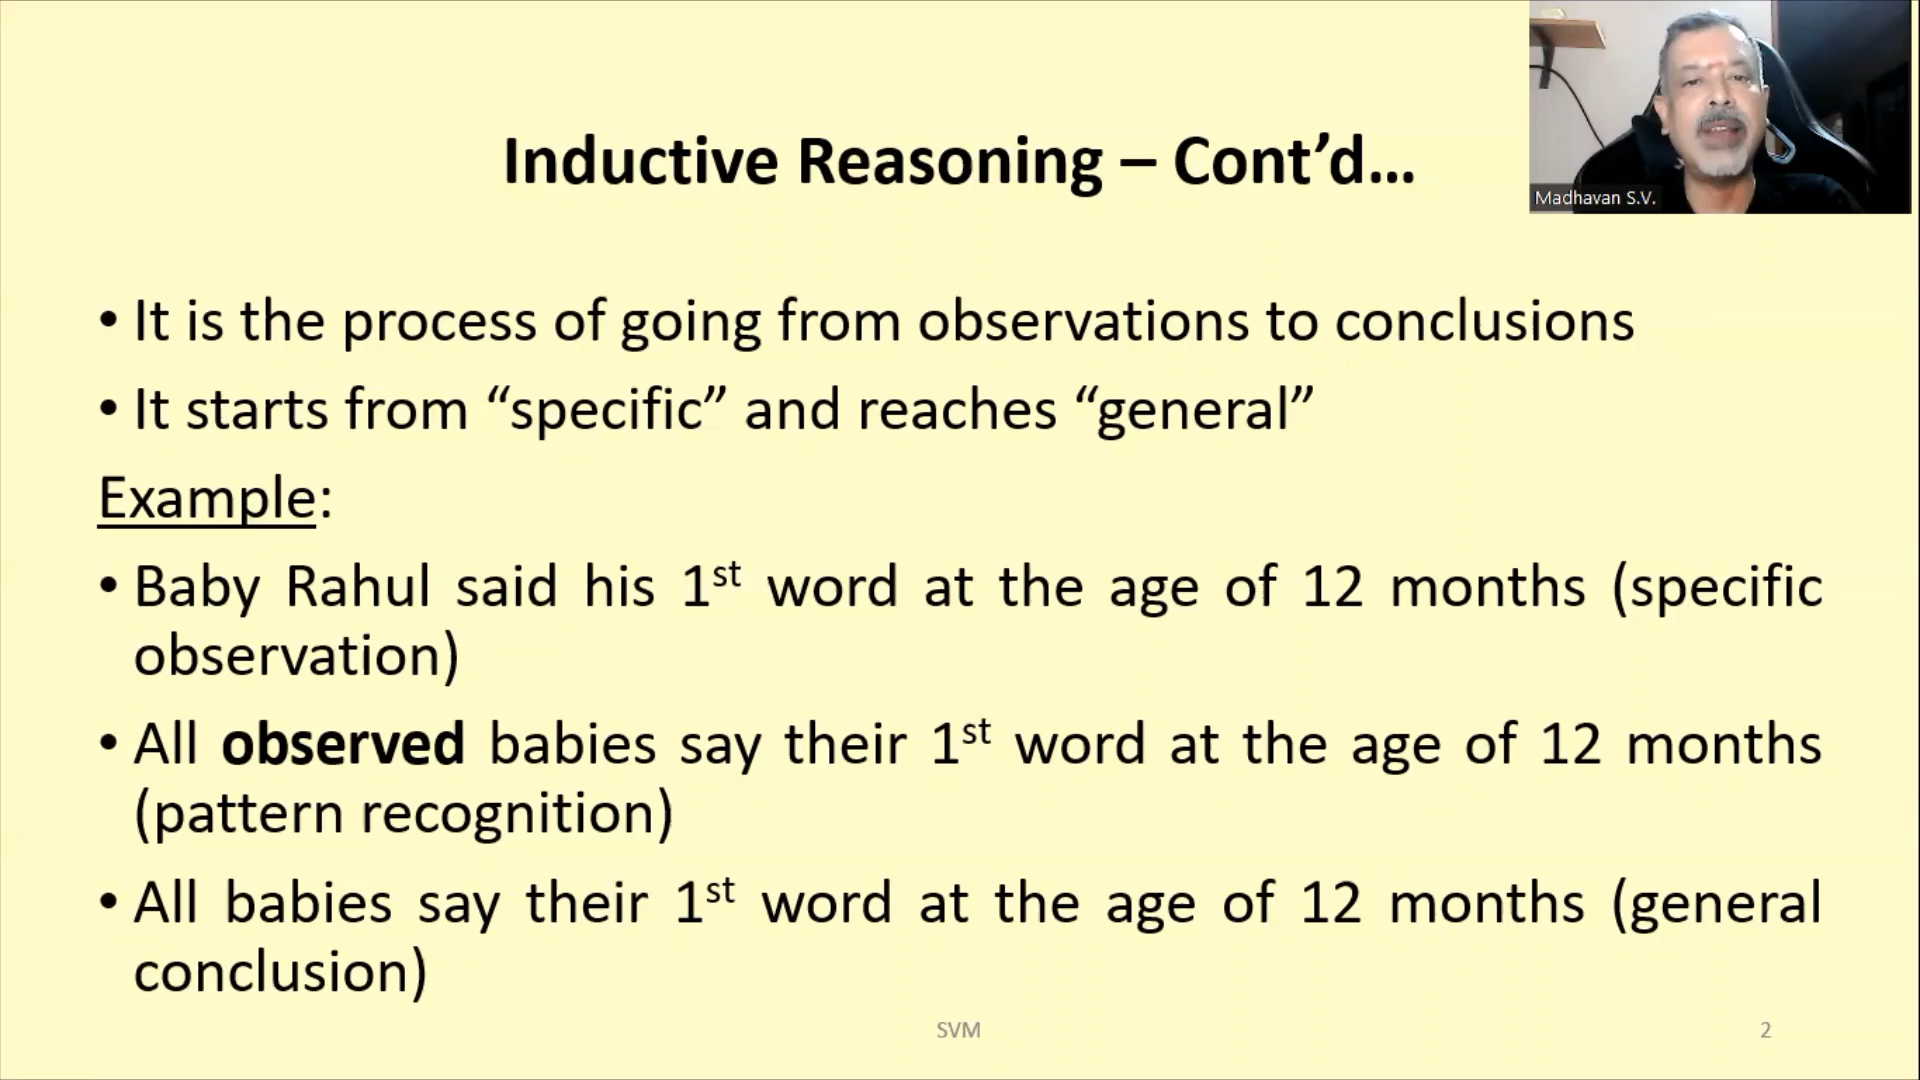 Inductive Reasoning – Cont’d...
Madhavan S.V.
• It is the process of going from observations to conclusions
• It starts from “specific” and reaches “general”
Example:
• Baby Rahul said his 1st word at the age of 12 months (specific
observation)
• All observed babies say their 1st word at the age of 12 months
(pattern recognition)
• All babies say their 1st word at the age of 12 months (general
conclusion)
SVM
2